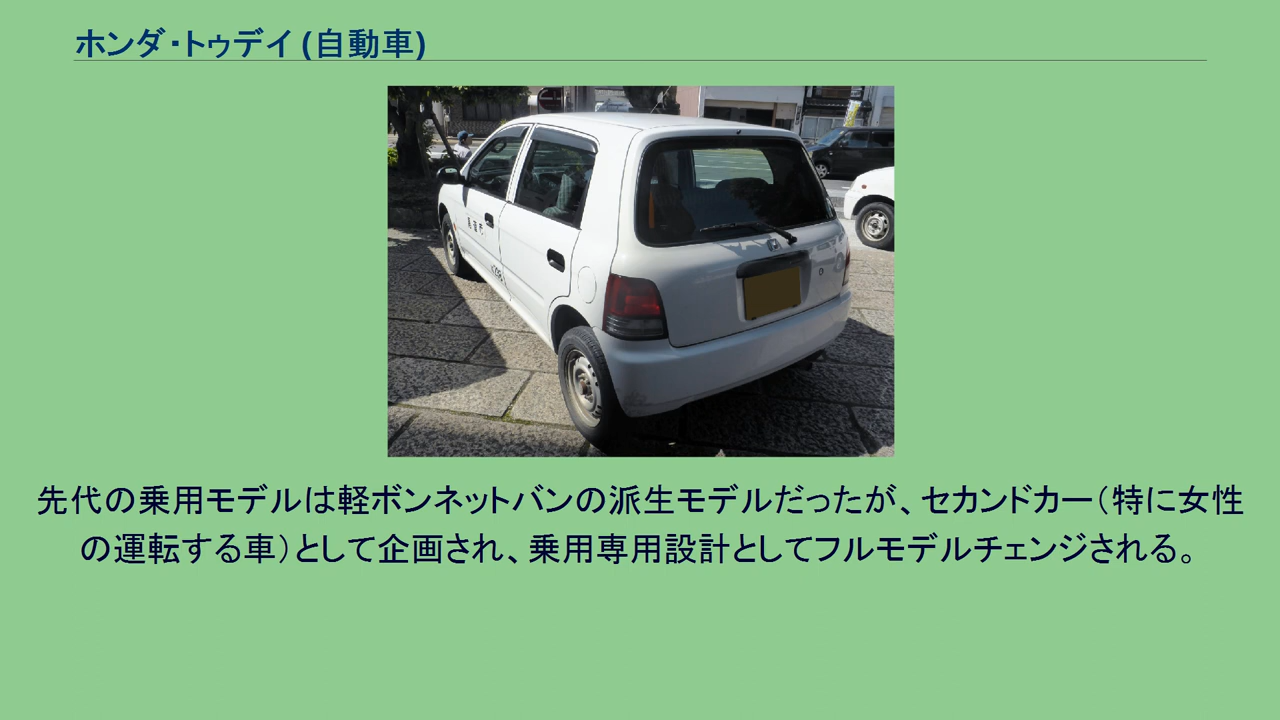 ホンダ・トゥデイ (自動車)
先代の乗用モデルは軽ボンネットバンの派生モデルだったが、セカンドカー（特に女性
の運転する車）として企画され、乗用専用設計としてフルモデルチェンジされる。